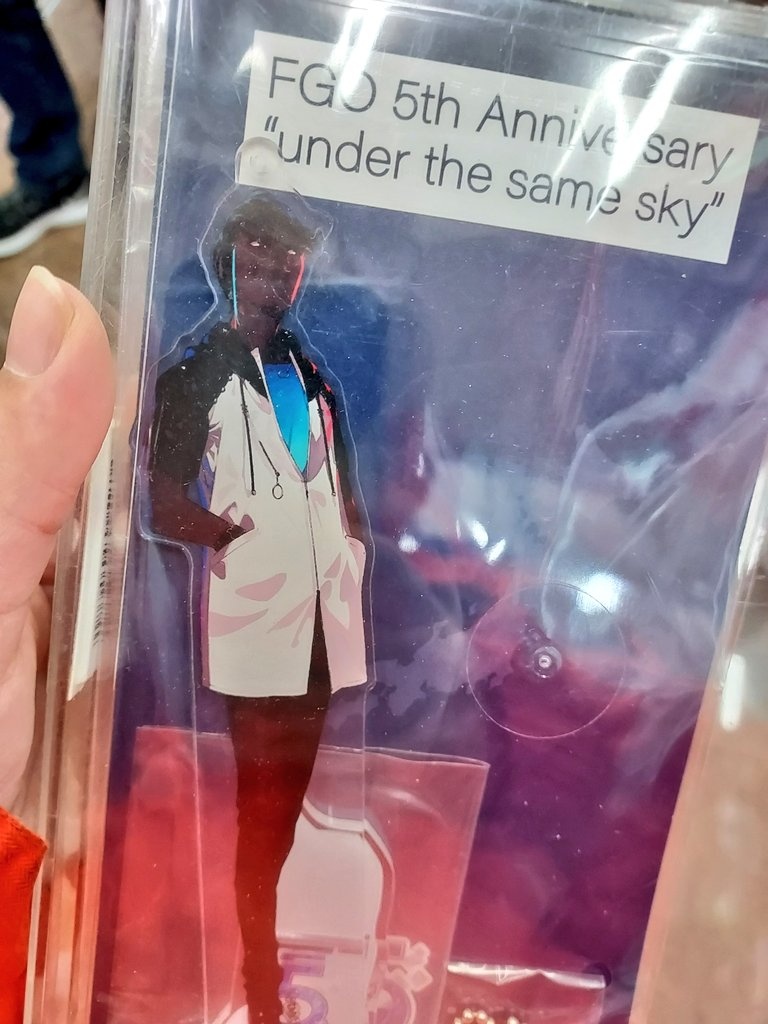 FGO 5th Anniversary
“under the same sky”